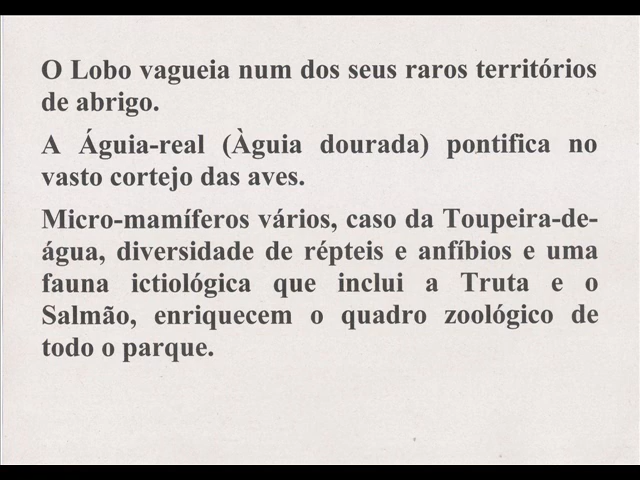 O Lobo vagueia num dos seus raros territórios
de abrigo.
A Águia-real (Àguia dourada) pontifica no
vasto cortejo das aves.
Micro-mamíferos vários, caso da Toupeira-de-
água, diversidade de répteis e anfíbios e uma
fauna ictiológica que inclui a Truta e o
Salmão, enriquecem o quadro zoológico de
todo o parque.